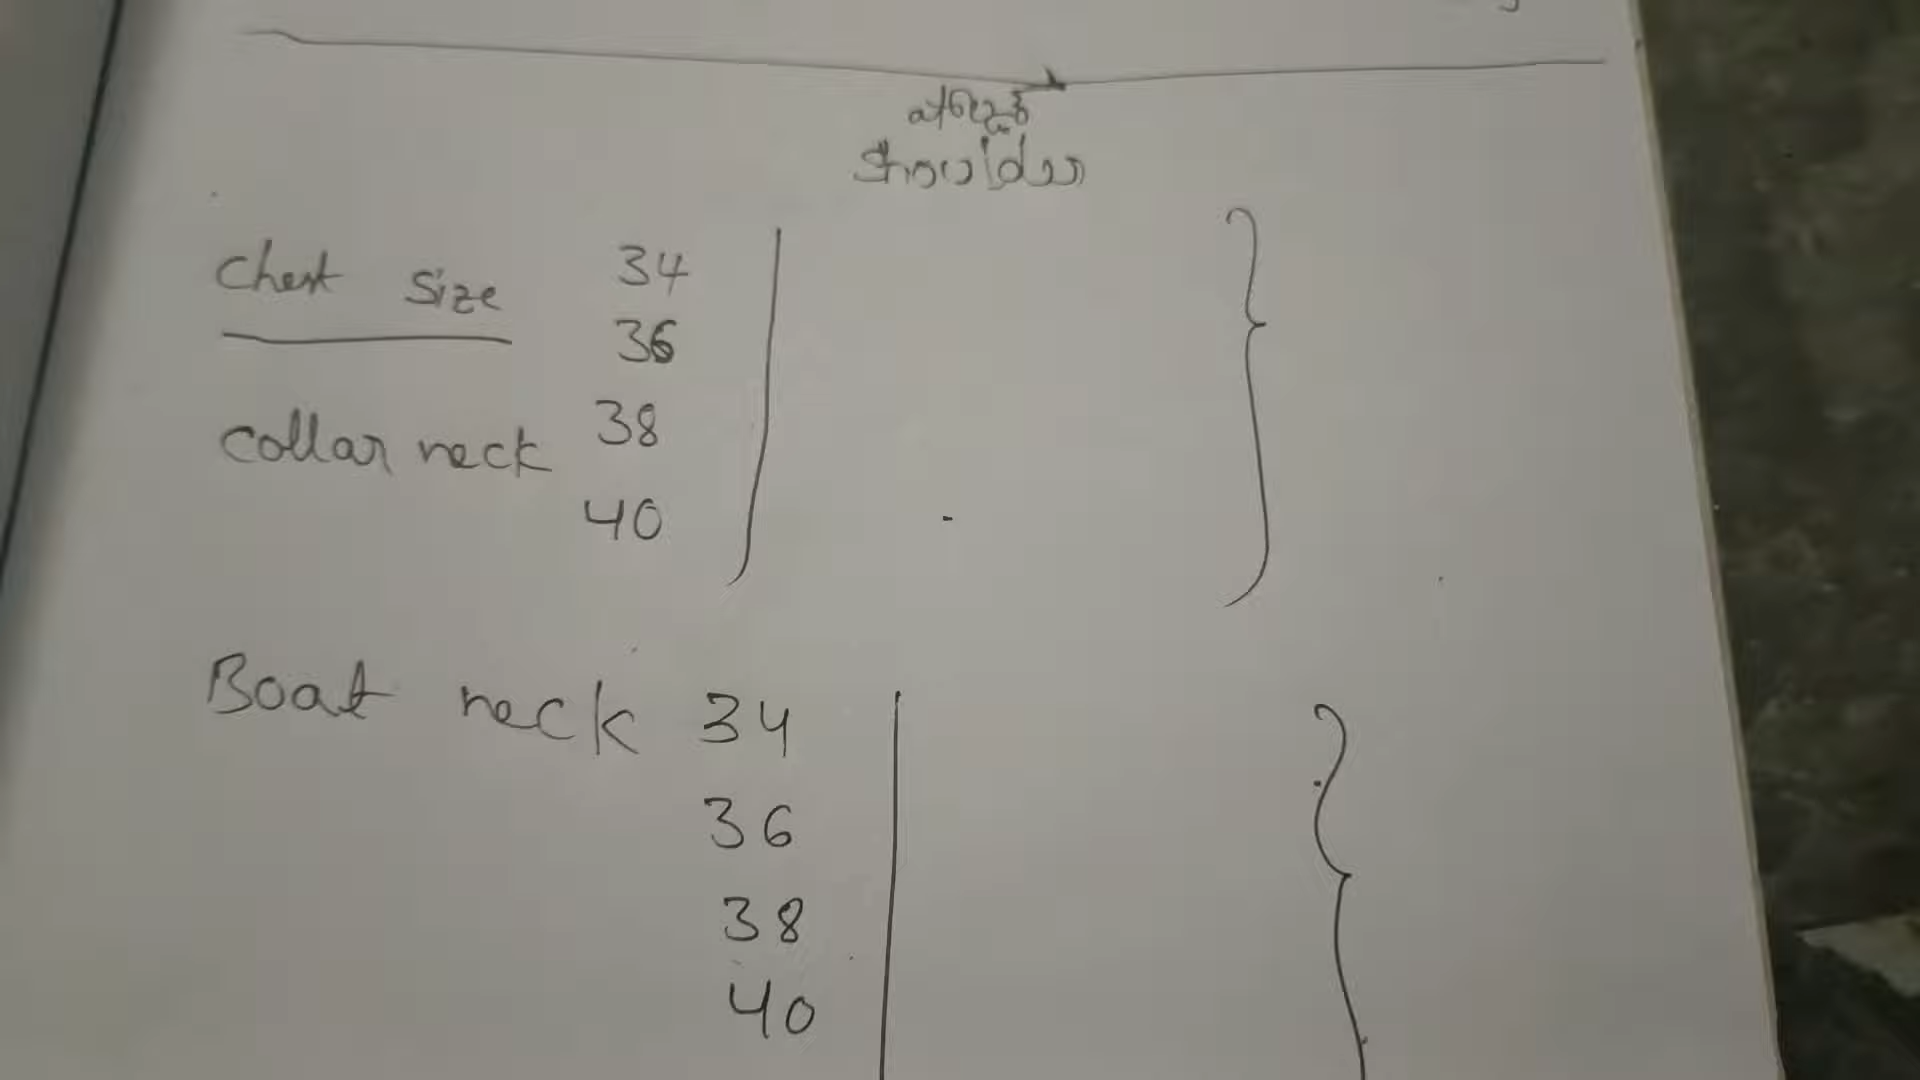 shoulder
Chest size 34
36
collar neck 38
40
Boat neck 34
36
38
40